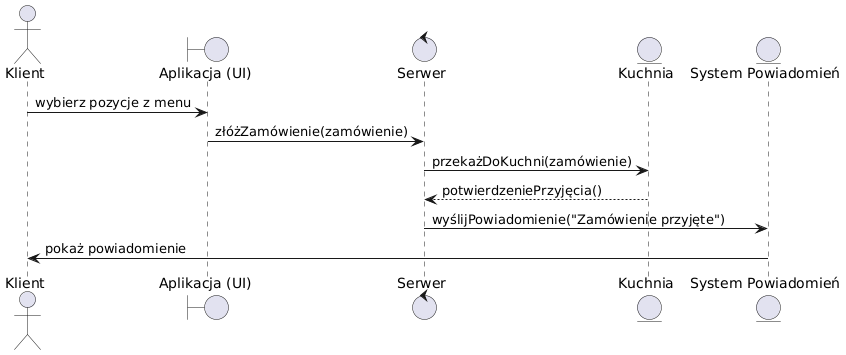 Klient
Aplikacja (UI)
Serwer
Kuchnia
System Powiadomień
wybierz pozycje z menu
złóżZamówienie(zamówienie)
przekażDoKuchni(zamówienie)
potwierdzeniePrzyjęcia()
wyślijPowiadomienie("Zamówienie przyjęte")
pokaż powiadomienie
Klient
Aplikacja (UI)
Serwer
Kuchnia
System Powiadomień